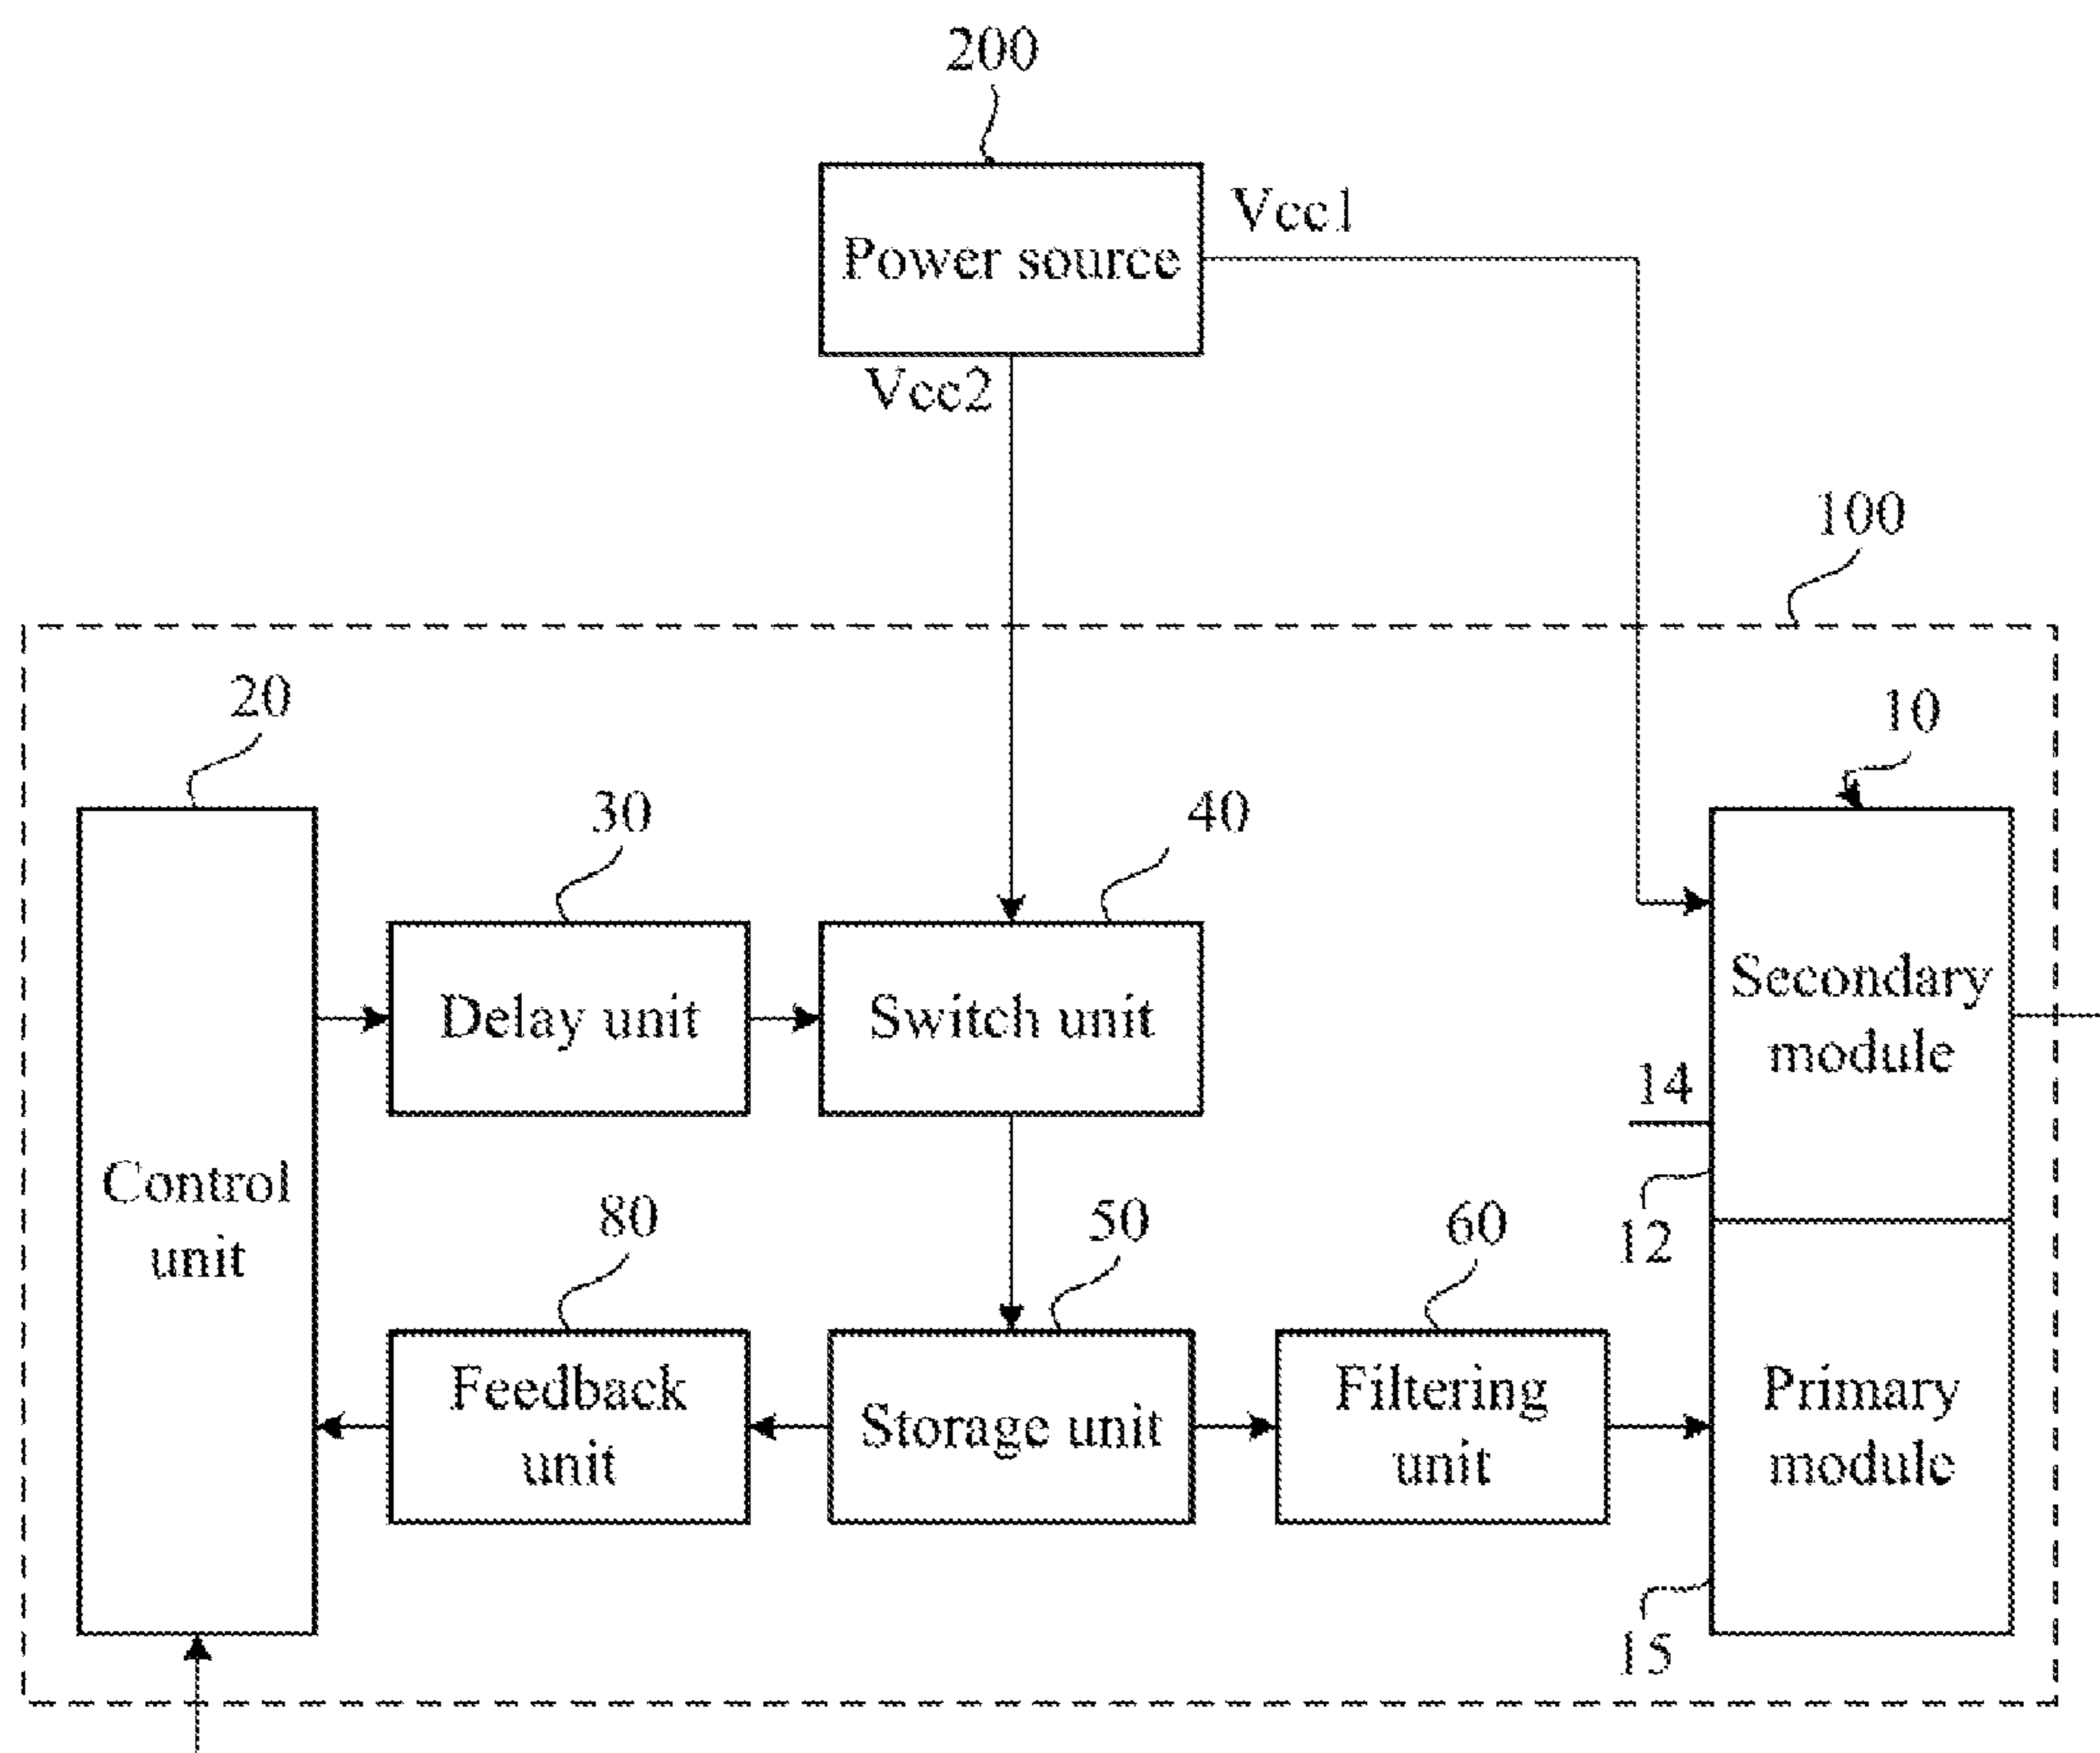 200
Power source
Vcc1
Vcc2
100
20
10
30
40
Delay unit
Switch unit
Secondary
module
14
12
Control
unit
80
50
60
Feedback
unit
Storage unit
Filtering
unit
Primary
module
15